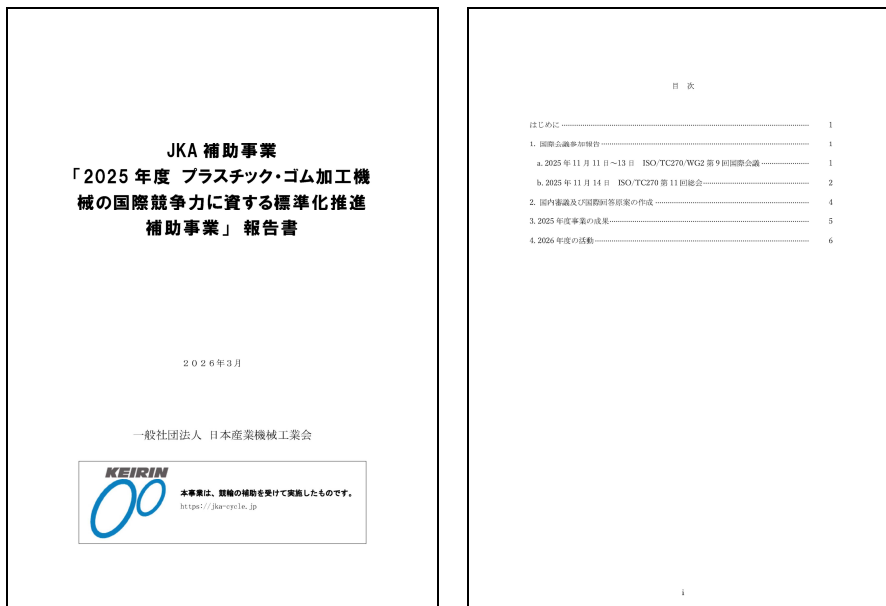 JKA 補助事業
「2025 年度 プラスチック・ゴム加工機
械の国際競争力に資する標準化推進
補助事業」 報告書
２０２６年３月
一般社団法人 日本産業機械工業会
KEIRIN
本事業は、競輪の補助を受けて実施したものです。
https://jka-cycle.jp
目 次
はじめに 1
1. 国際会議参加報告 1
a. 2025 年 11 月 11 日～13 日 ISO/TC270/WG2 第 9 回国際会議 1
b. 2025 年 11 月 14 日 ISO/TC270 第 11 回総会 2
2. 国内審議及び国際回答原案の作成 4
3. 2025 年度事業の成果 5
4. 2026 年度の活動 6
i